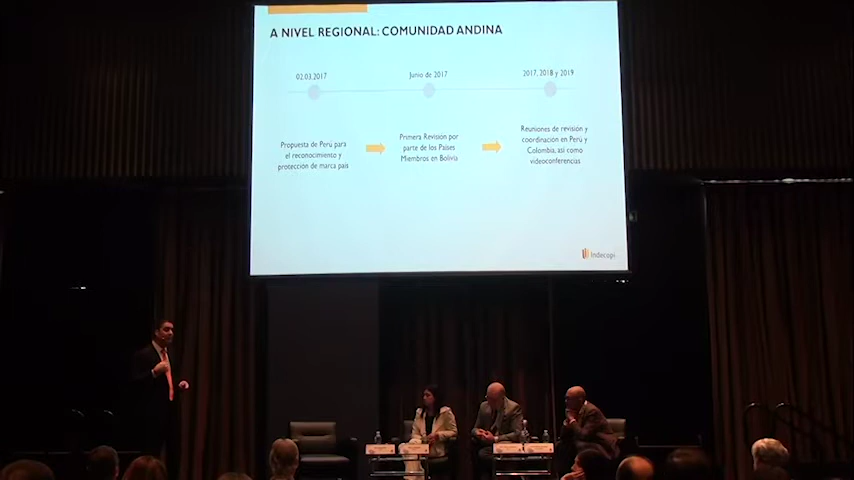 A NIVEL REGIONAL: COMUNIDAD ANDINA
02.03.2017
Junio de 2017
2017, 2018 y 2019
Propuesta de Perú para
el reconocimiento y
protección de marca país
Primera Revisión por
parte de los Países
Miembros en Bolivia
Reuniones de revisión y
coordinación en Perú y
Colombia, así como
videoconferencias
Indecopi